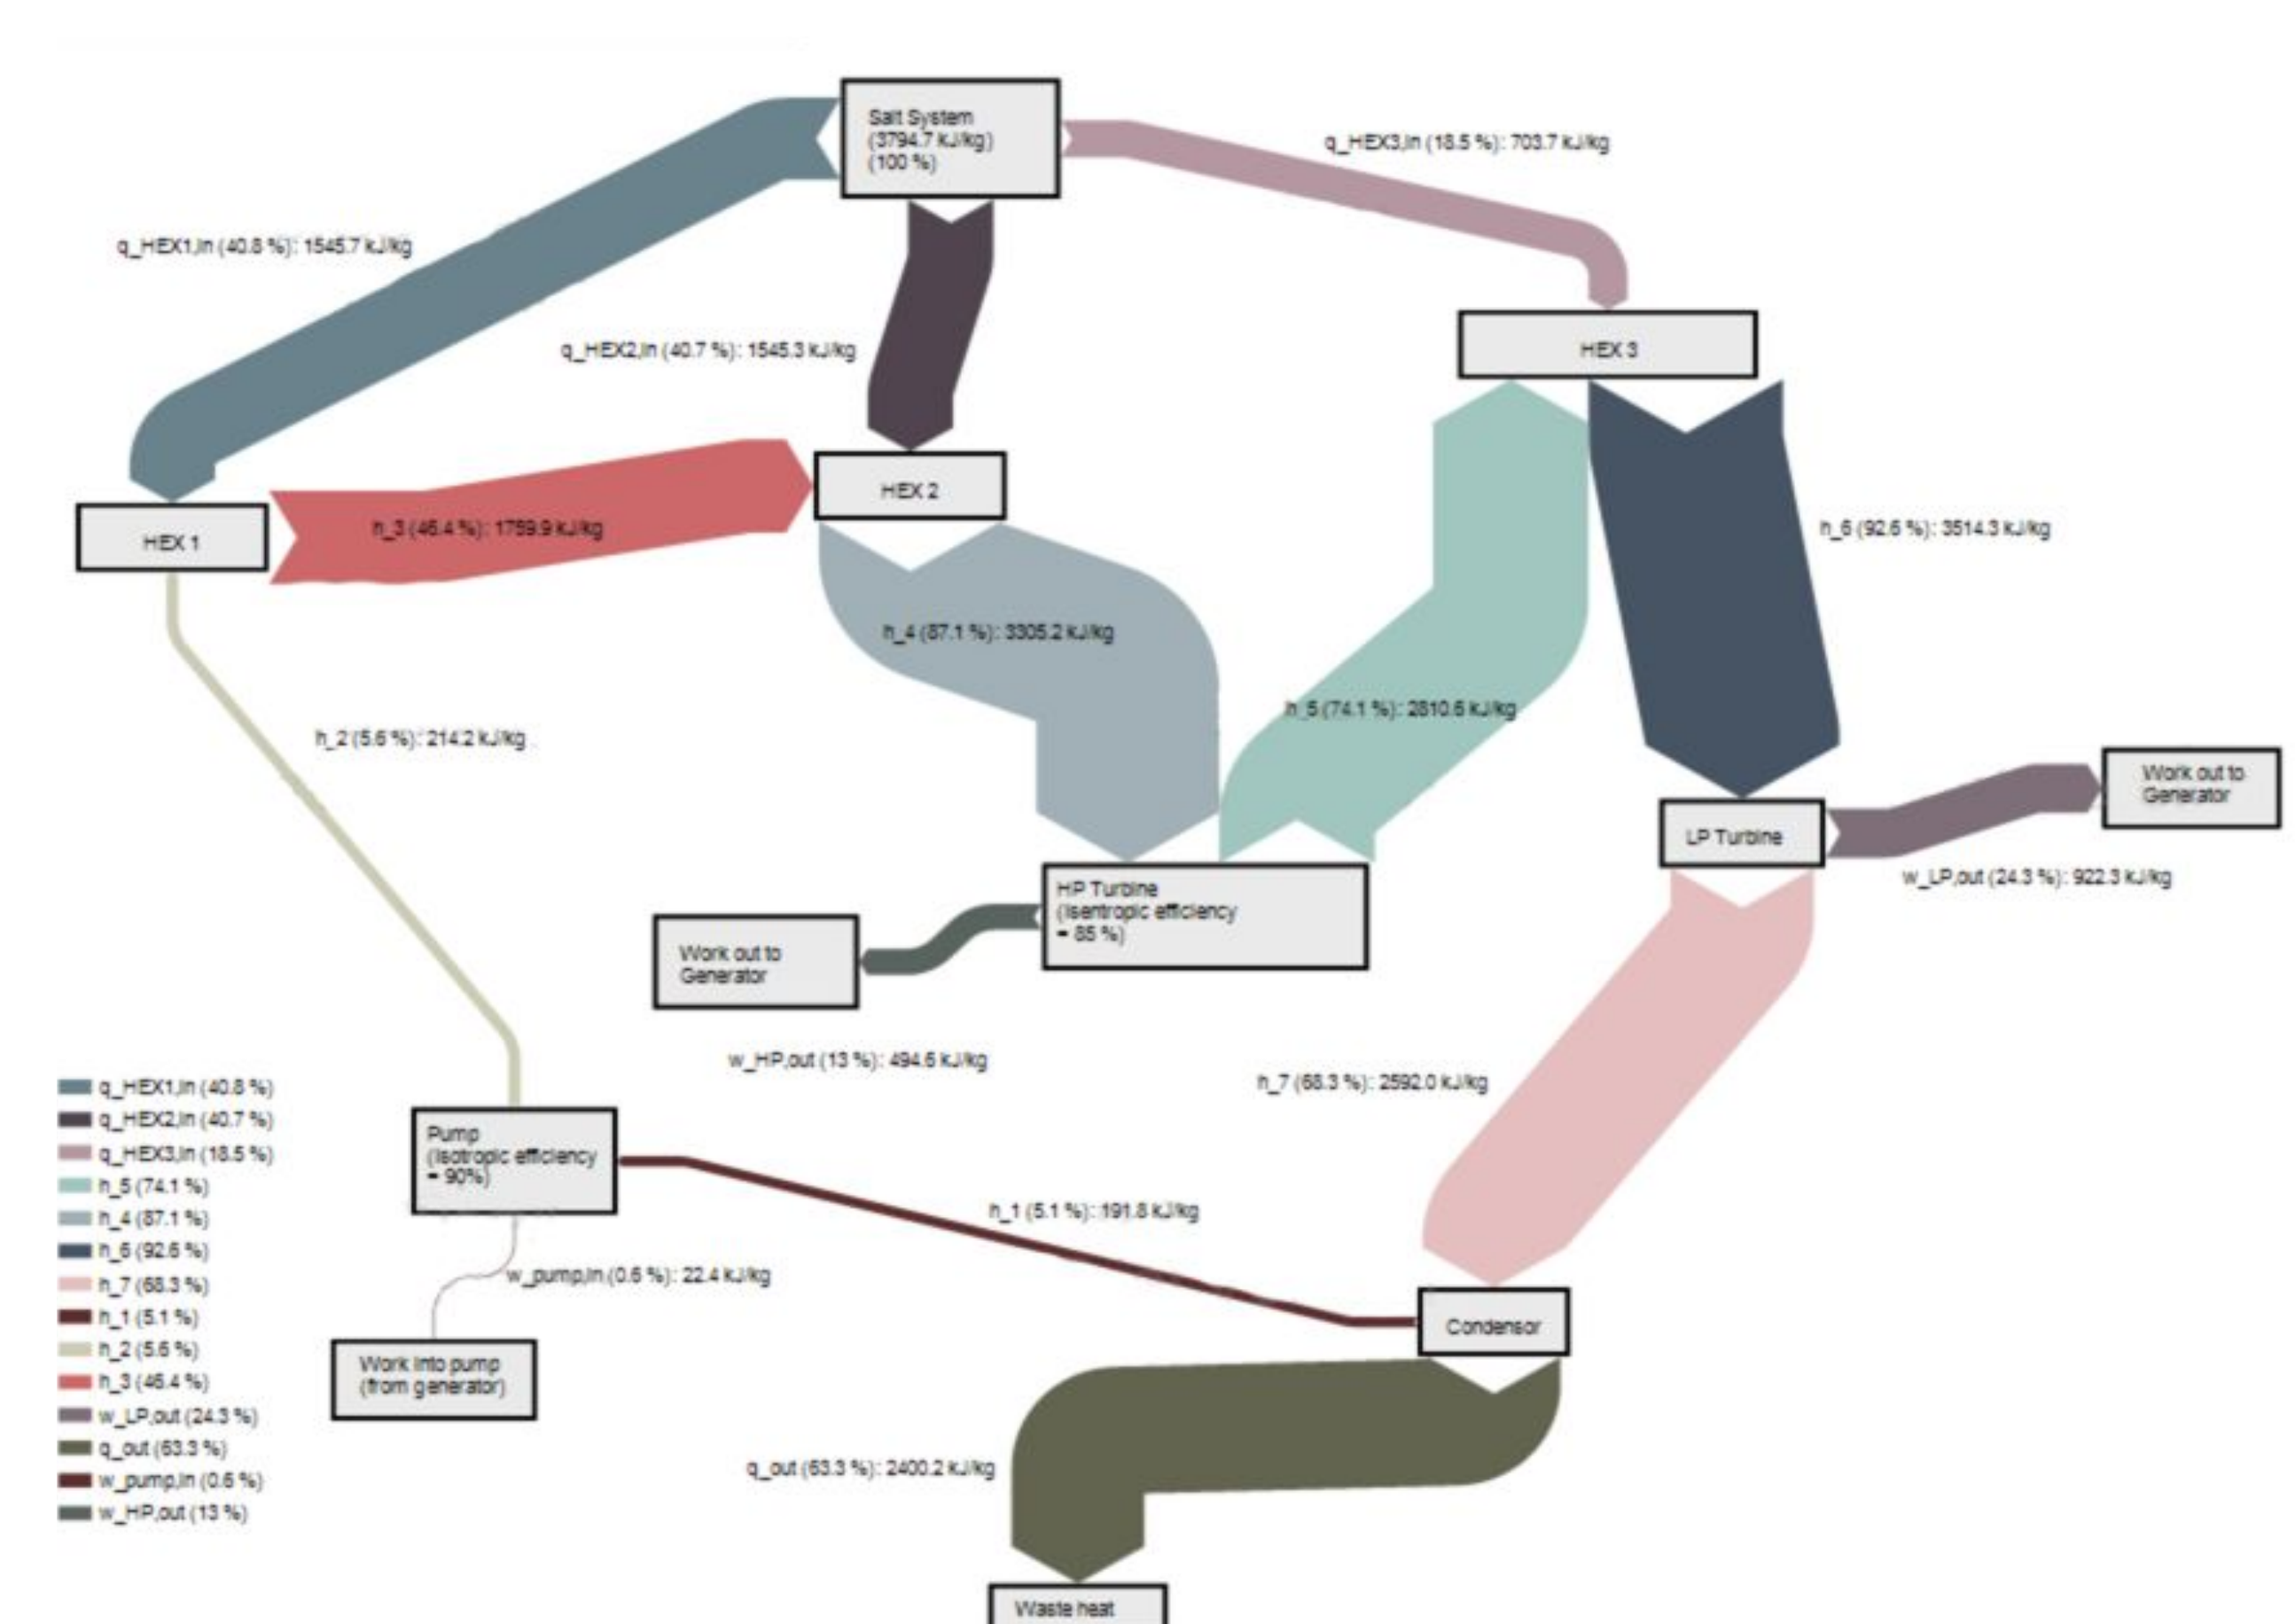 Salt System
(3794.7 kJ/kg)
(100 %)
q_HEX3,in (18.5 %): 703.7 kJ/kg
q_HEX1,in (40.8 %): 1545.7 kJ/kg
q_HEX2,in (40.7 %): 1545.3 kJ/kg
HEX 3
HEX 2
HEX 1
h_3 (46.4 %): 1759.9 kJ/kg
h_6 (92.6 %): 3514.3 kJ/kg
h_4 (87.1 %): 3305.2 kJ/kg
h_5 (74.1 %): 2810.6 kJ/kg
h_2 (5.6 %): 214.2 kJ/kg
Work out to
Generator
LP Turbine
w_LP,out (24.3 %): 922.3 kJ/kg
HP Turbine
(Isentropic efficiency
= 85 %)
Work out to
Generator
w_HP,out (13 %): 494.6 kJ/kg
h_7 (68.3 %): 2592.0 kJ/kg
Pump
(Isotropic efficiency
= 90%)
h_1 (5.1 %): 191.8 kJ/kg
w_pump,in (0.6 %): 22.4 kJ/kg
Condensor
Work into pump
(from generator)
q_out (63.3 %): 2400.2 kJ/kg
Waste heat
q_HEX1,in (40.8 %)
q_HEX2,in (40.7 %)
q_HEX3,in (18.5 %)
h_5 (74.1 %)
h_4 (87.1 %)
h_6 (92.6 %)
h_7 (68.3 %)
h_1 (5.1 %)
h_2 (5.6 %)
h_3 (46.4 %)
w_LP,out (24.3 %)
q_out (63.3 %)
w_pump,in (0.6 %)
w_HP,out (13 %)